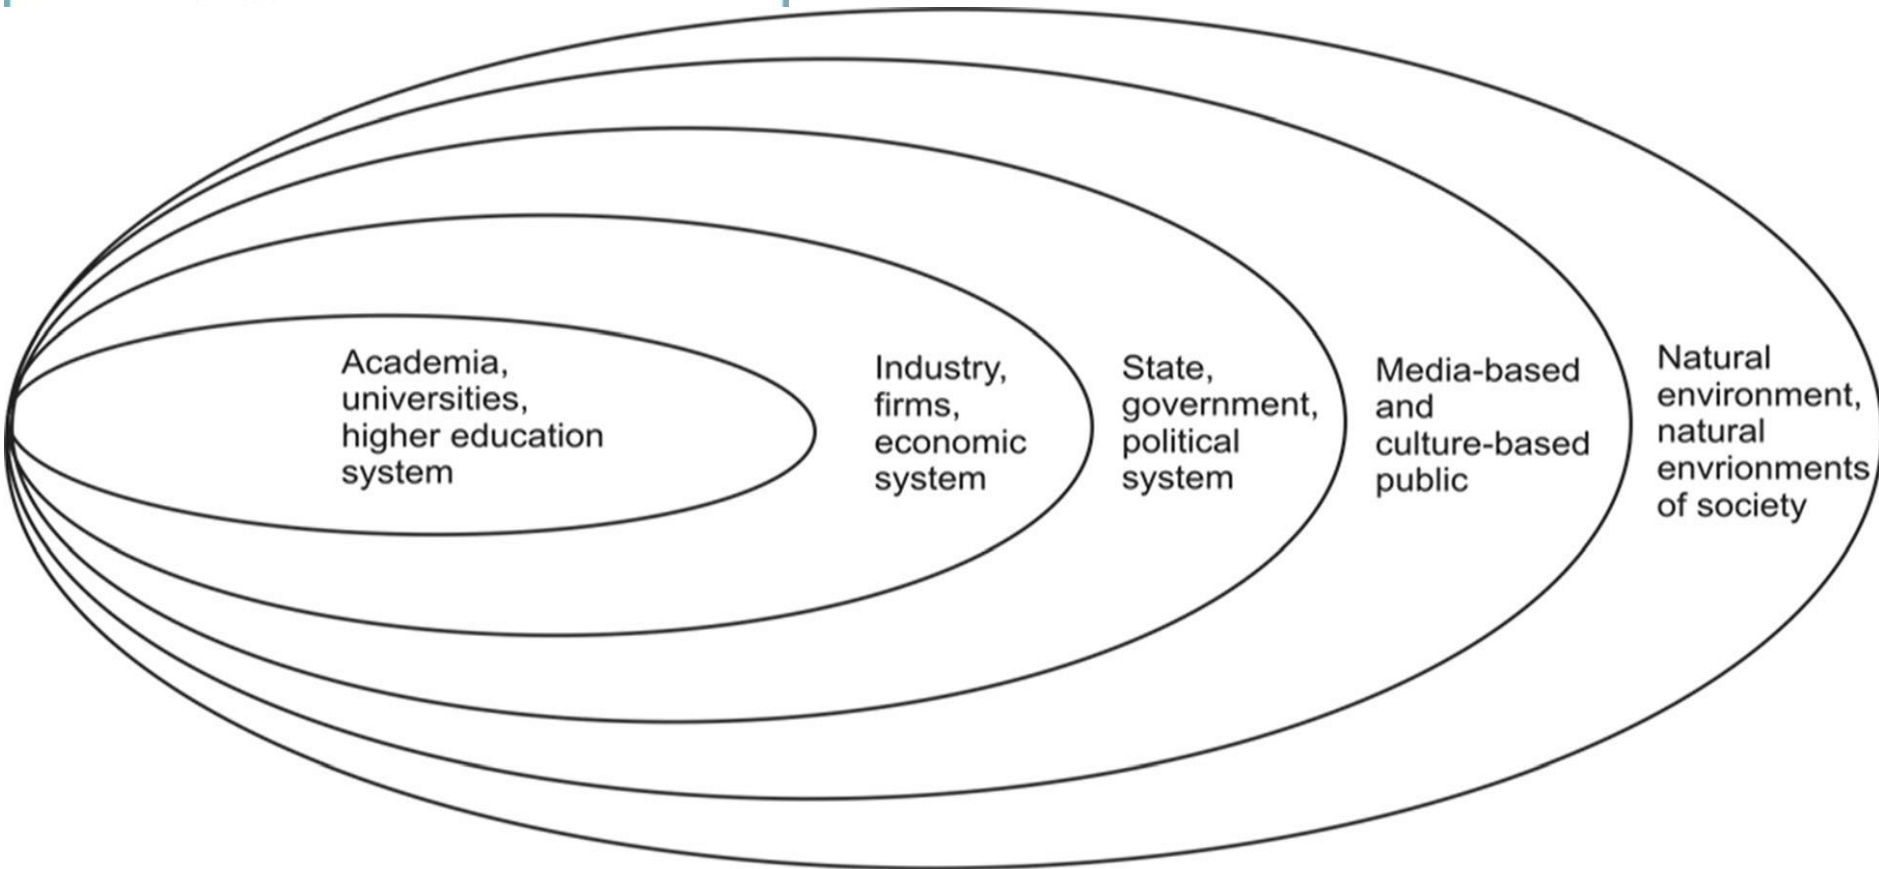 Academia,
universities,
higher education
system
Industry,
firms,
economic
system
State,
government,
political
system
Media-based
and
culture-based
public
Natural
environment,
natural
envrionments
of society